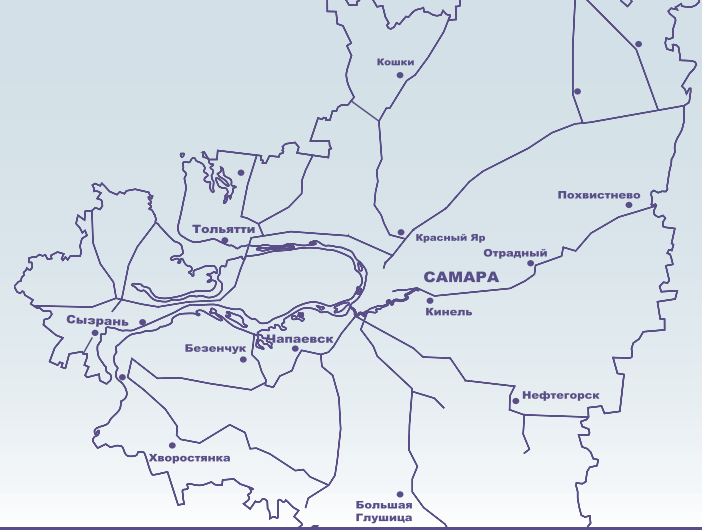 Кошки
Похвистнево
Тольятти
Красный Яр
Отрадный
САМАРА
Кинель
Сызрань
Чапаевск
Безенчук
Нефтегорск
Хворостянка
Большая
Глушица